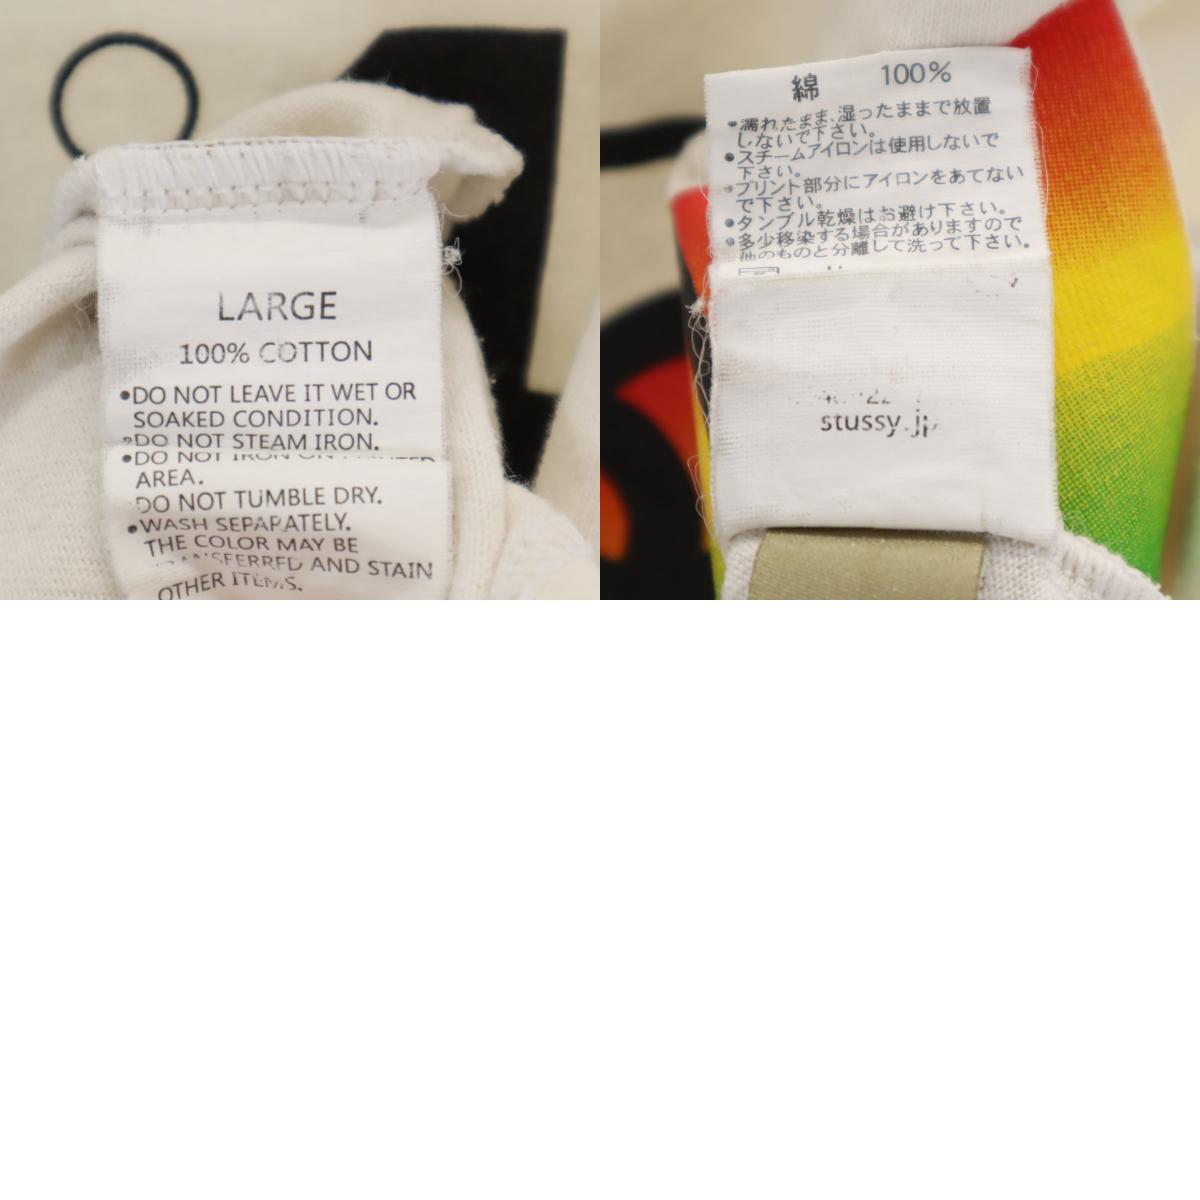 LARGE
100% COTTON
•DO NOT LEAVE IT WET OR
SOAKED CONDITION.
•DO NOT STEAM IRON.
•DO NOT IRON ON
AREA.
DO NOT TUMBLE DRY.
•WASH SEPARATELY.
THE COLOR MAY BE
TRANSFERRED AND STAIN
OTHER ITEMS.
綿 100%
•濡れたまま、湿ったままで放置
しないで下さい。
•スチームアイロンは使用しないで
下さい。
•プリント部分にアイロンをあてない
で下さい。
•タンブル乾燥はお避け下さい。
•多少移染する場合がありますので
他のものと分離して洗って下さい。
stussy.jp